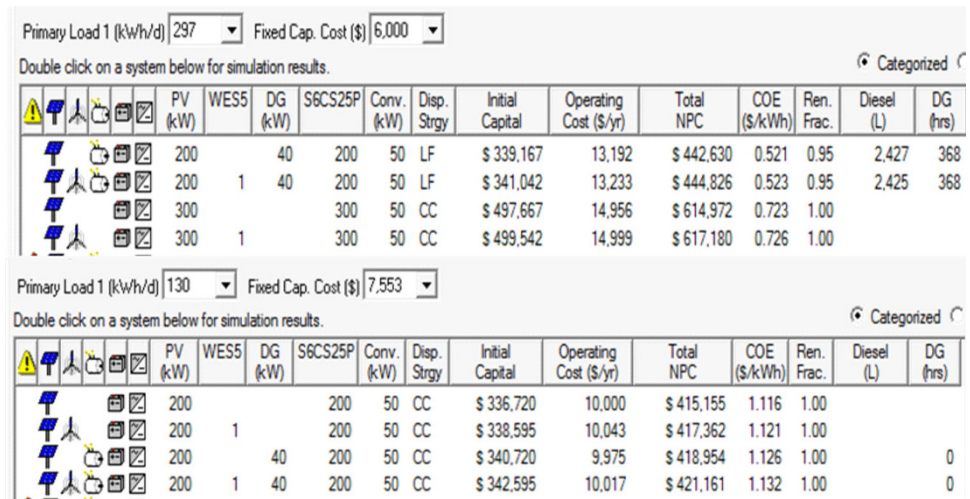 Primary Load 1 (kWh/d) 297 Fixed Cap. Cost ($) 6,000
Double click on a system below for simulation results. Categorized
PV (kW) WES5 DG (kW) S6CS25P Conv. (kW) Disp. Strgy Initial Capital Operating Cost ($/yr) Total NPC COE ($/kWh) Ren. Frac. Diesel (L) DG (hrs)
200 40 200 50 LF $ 339,167 13,192 $ 442,630 0.521 0.95 2,427 368
200 1 40 200 50 LF $ 341,042 13,233 $ 444,826 0.523 0.95 2,425 368
300 300 50 CC $ 497,667 14,956 $ 614,972 0.723 1.00
300 1 300 50 CC $ 499,542 14,999 $ 617,180 0.726 1.00
Primary Load 1 (kWh/d) 130 Fixed Cap. Cost ($) 7,553
Double click on a system below for simulation results. Categorized
PV (kW) WES5 DG (kW) S6CS25P Conv. (kW) Disp. Strgy Initial Capital Operating Cost ($/yr) Total NPC COE ($/kWh) Ren. Frac. Diesel (L) DG (hrs)
200 200 50 CC $ 336,720 10,000 $ 415,155 1.116 1.00
200 1 200 50 CC $ 338,595 10,043 $ 417,362 1.121 1.00
200 40 200 50 CC $ 340,720 9,975 $ 418,954 1.126 1.00 0
200 1 40 200 50 CC $ 342,595 10,017 $ 421,161 1.132 1.00 0